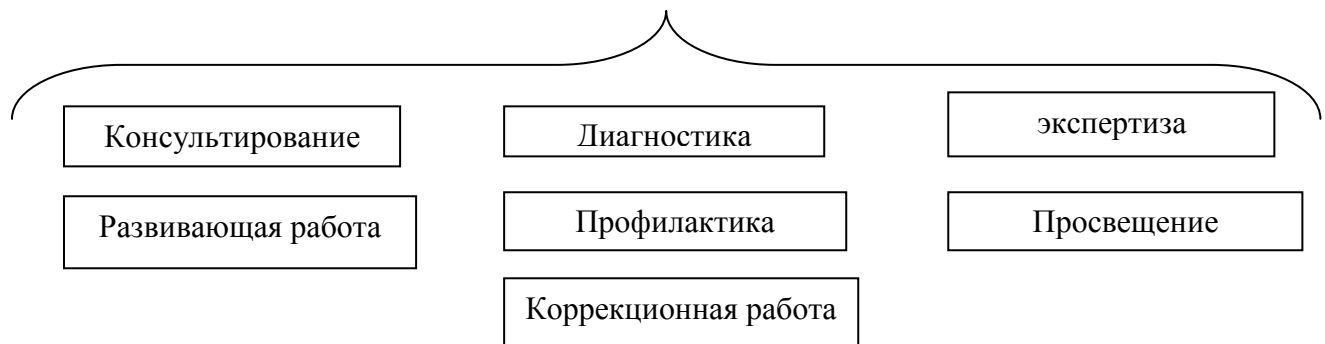 Консультирование
Диагностика
экспертиза
Развивающая работа
Профилактика
Просвещение
Коррекционная работа